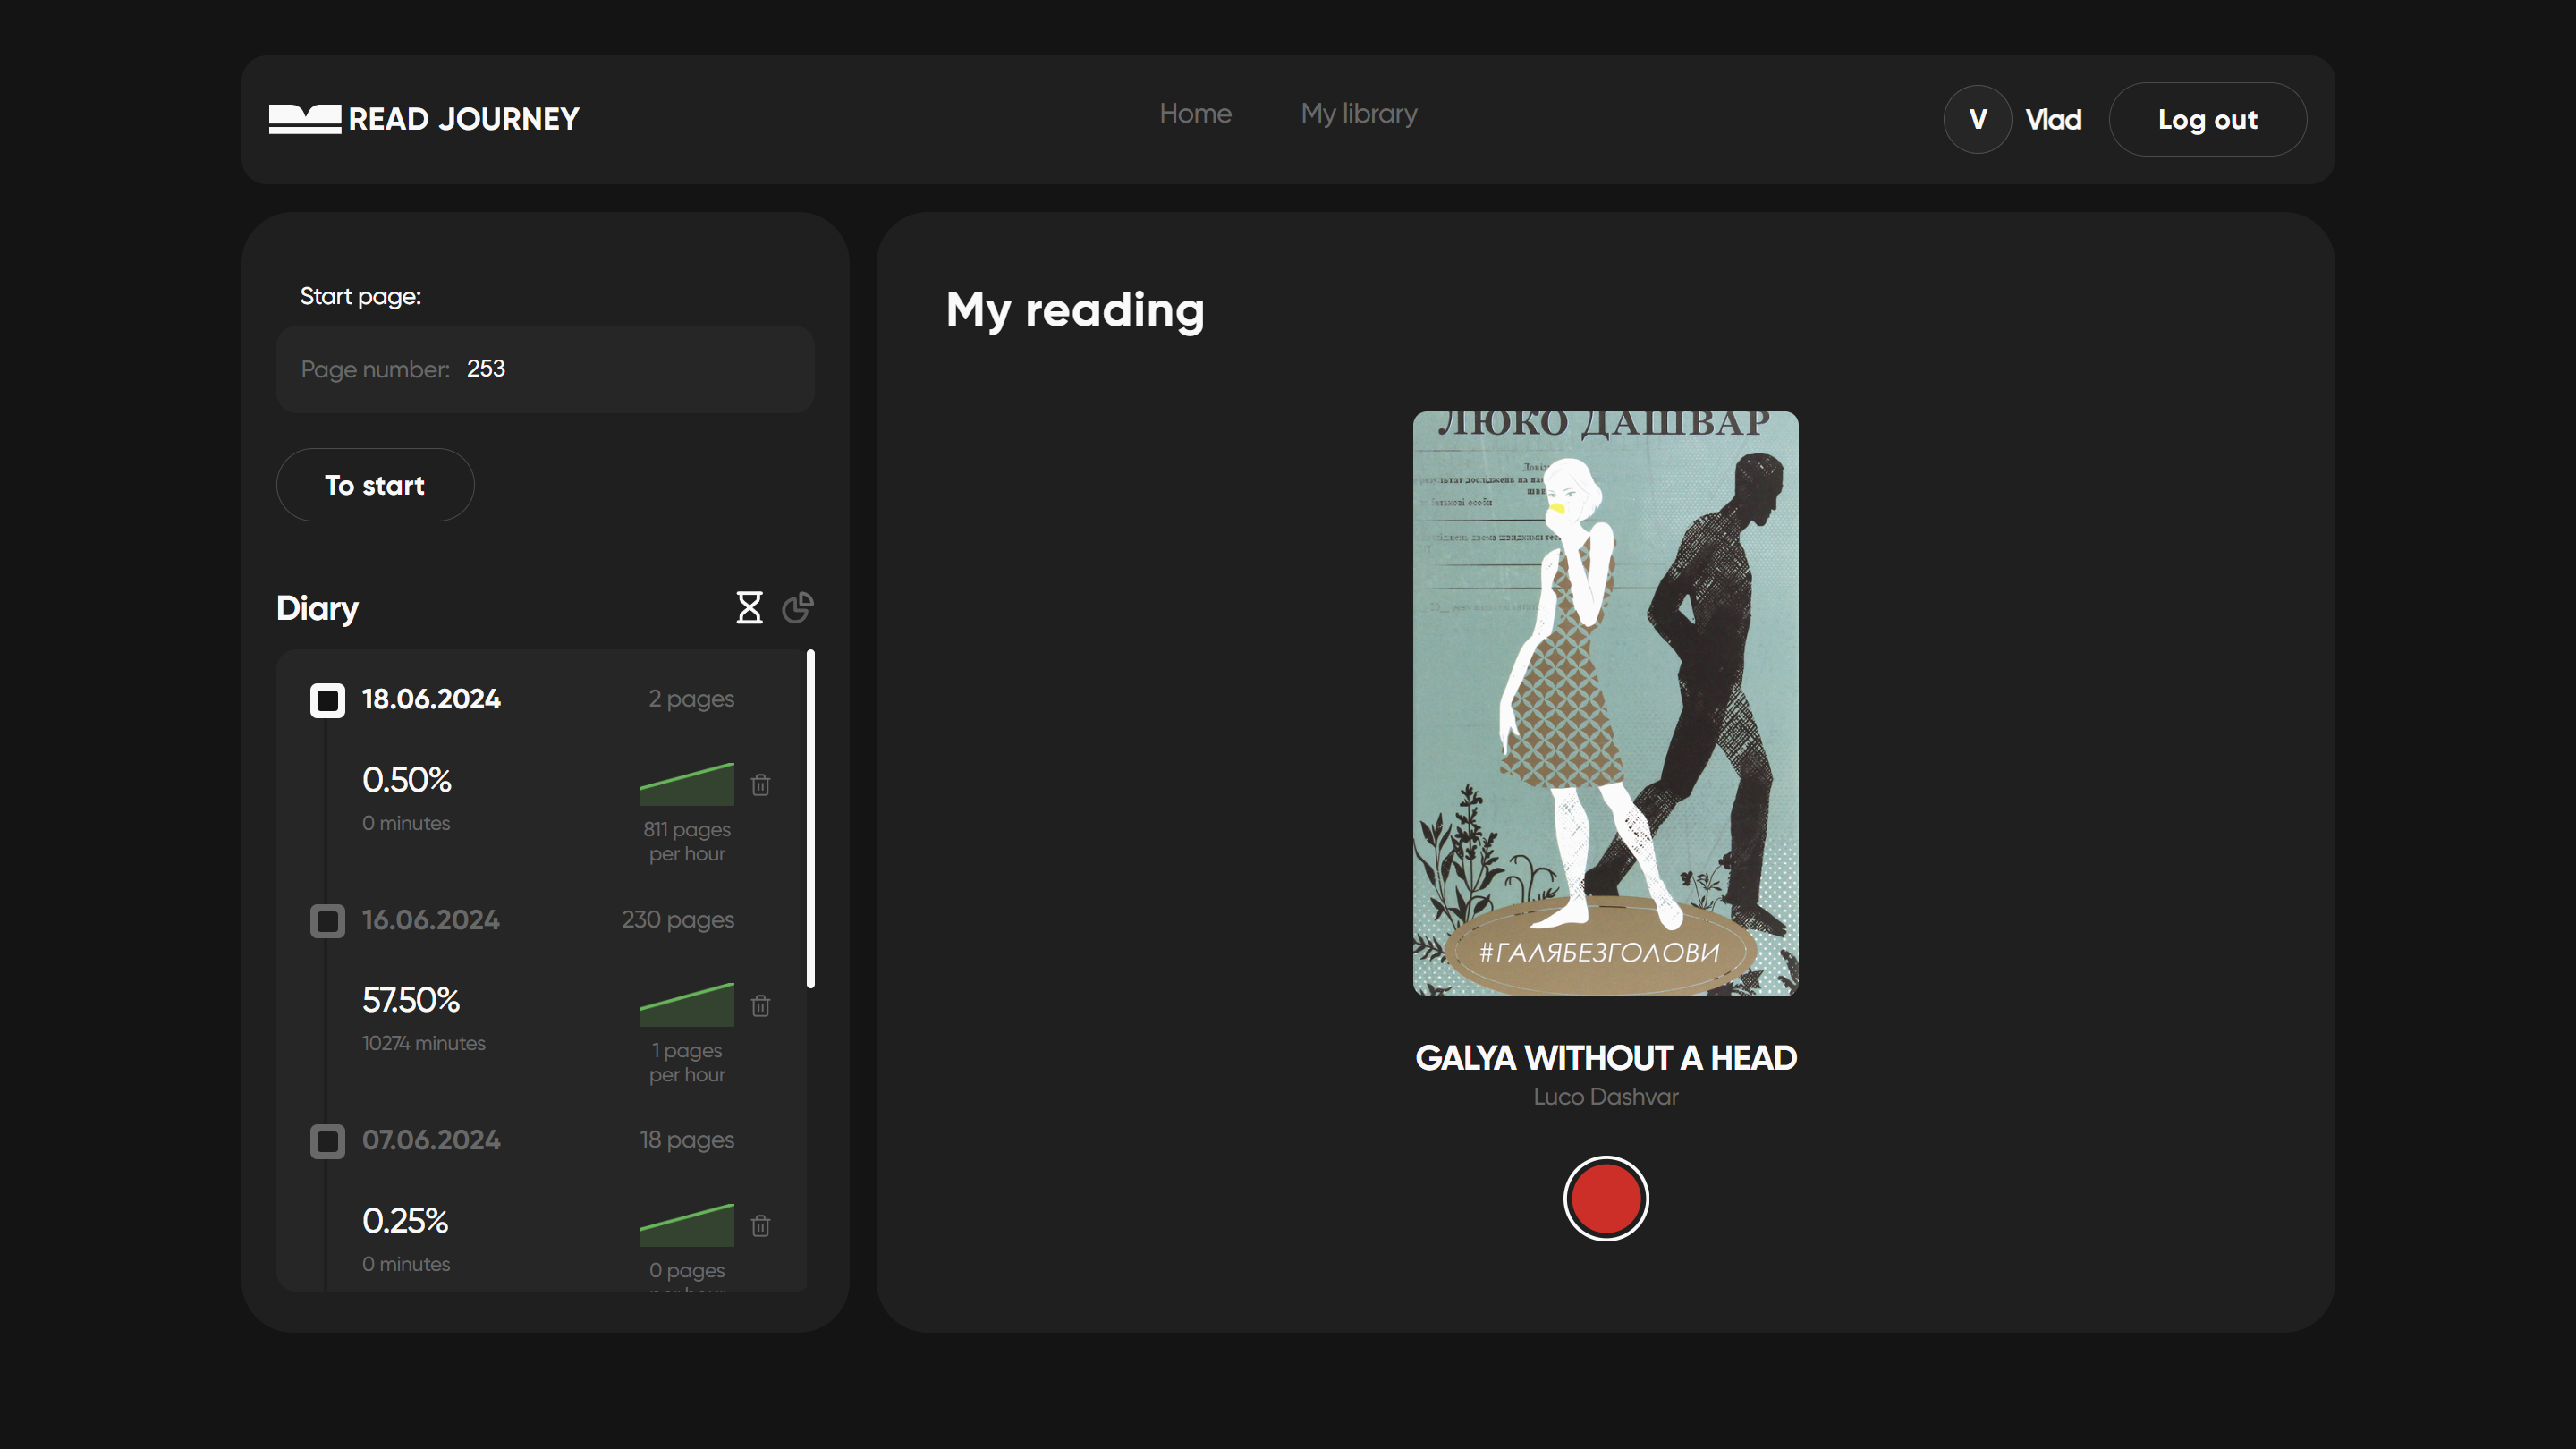 READ JOURNEY
Home
My library
V
Vlad
Log out
Start page:
Page number: 253
To start
Diary
18.06.2024
2 pages
0.50%
0 minutes
811 pages
per hour
16.06.2024
230 pages
57.50%
10274 minutes
1 pages
per hour
07.06.2024
18 pages
0.25%
0 minutes
0 pages
per hour
My reading
ЛЮКО ДАШВАР
#ГАЛЯБЕЗГОЛОВИ
GALYA WITHOUT A HEAD
Luco Dashvar